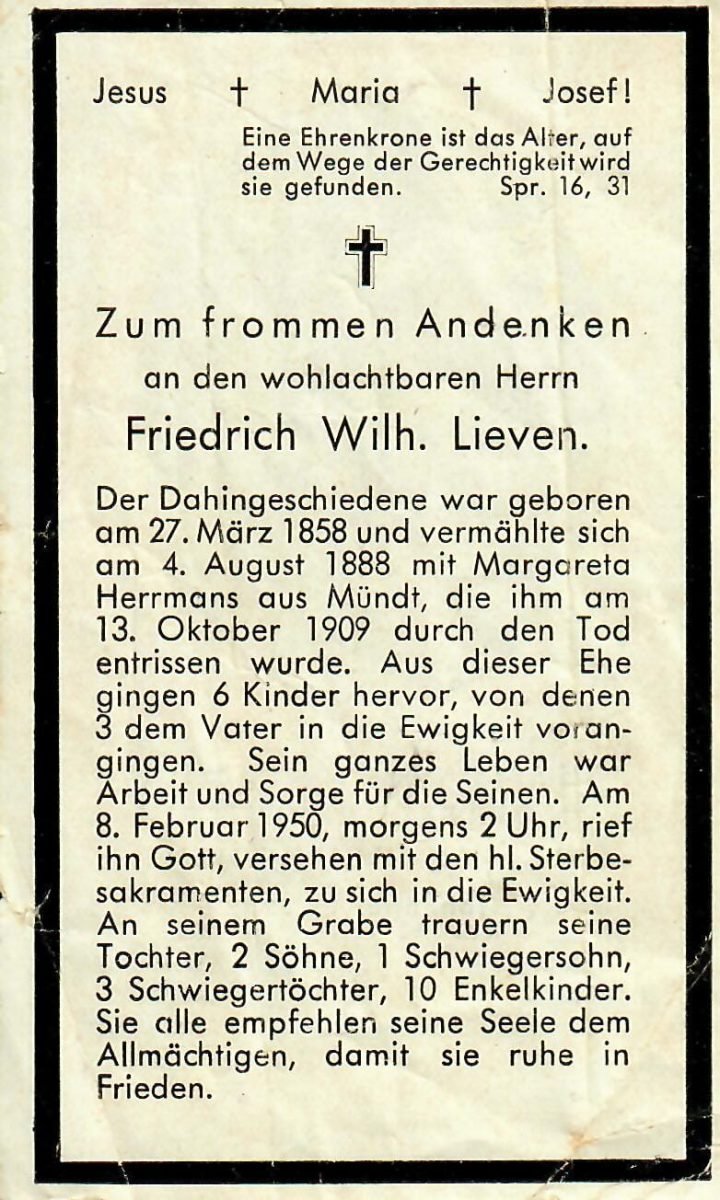 Jesus † Maria † Josef!
Eine Ehrenkrone ist das Alter, auf
dem Wege der Gerechtigkeit wird
sie gefunden. Spr. 16, 31
Zum frommen Andenken
an den wohlachtbaren Herrn
Friedrich Wilh. Lieven.
Der Dahingeschiedene war geboren
am 27. März 1858 und vermählte sich
am 4. August 1888 mit Margareta
Herrmans aus Mündt, die ihm am
13. Oktober 1909 durch den Tod
entrissen wurde. Aus dieser Ehe
gingen 6 Kinder hervor, von denen
3 dem Vater in die Ewigkeit voran-
gingen. Sein ganzes Leben war
Arbeit und Sorge für die Seinen. Am
8. Februar 1950, morgens 2 Uhr, rief
ihn Gott, versehen mit den hl. Sterbe-
sakramenten, zu sich in die Ewigkeit.
An seinem Grabe trauern seine
Tochter, 2 Söhne, 1 Schwiegersohn,
3 Schwiegertöchter, 10 Enkelkinder.
Sie alle empfehlen seine Seele dem
Allmächtigen, damit sie ruhe in
Frieden.